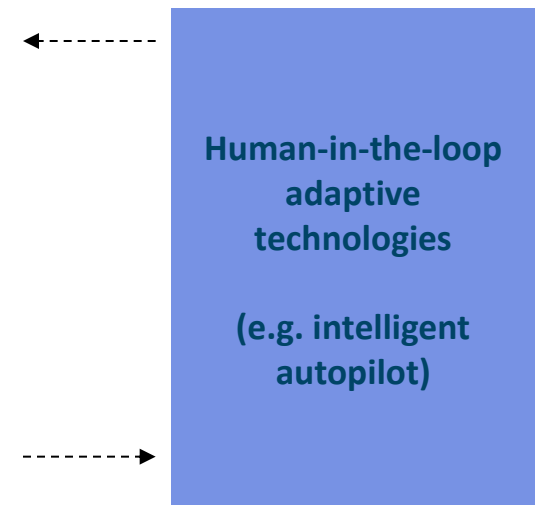 Human-in-the-loop
adaptive
technologies
(e.g. intelligent
autopilot)